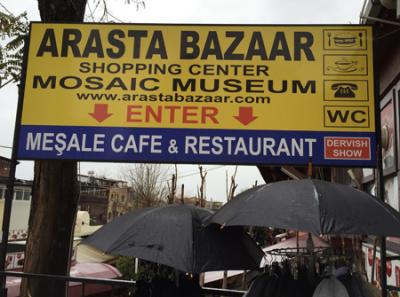 ARASTA BAZAAR
SHOPPING CENTER
MOSAIC MUSEUM
www.arastabazaar.com
ENTER
WC
MEŞALE CAFE & RESTAURANT
DERVISH
SHOW